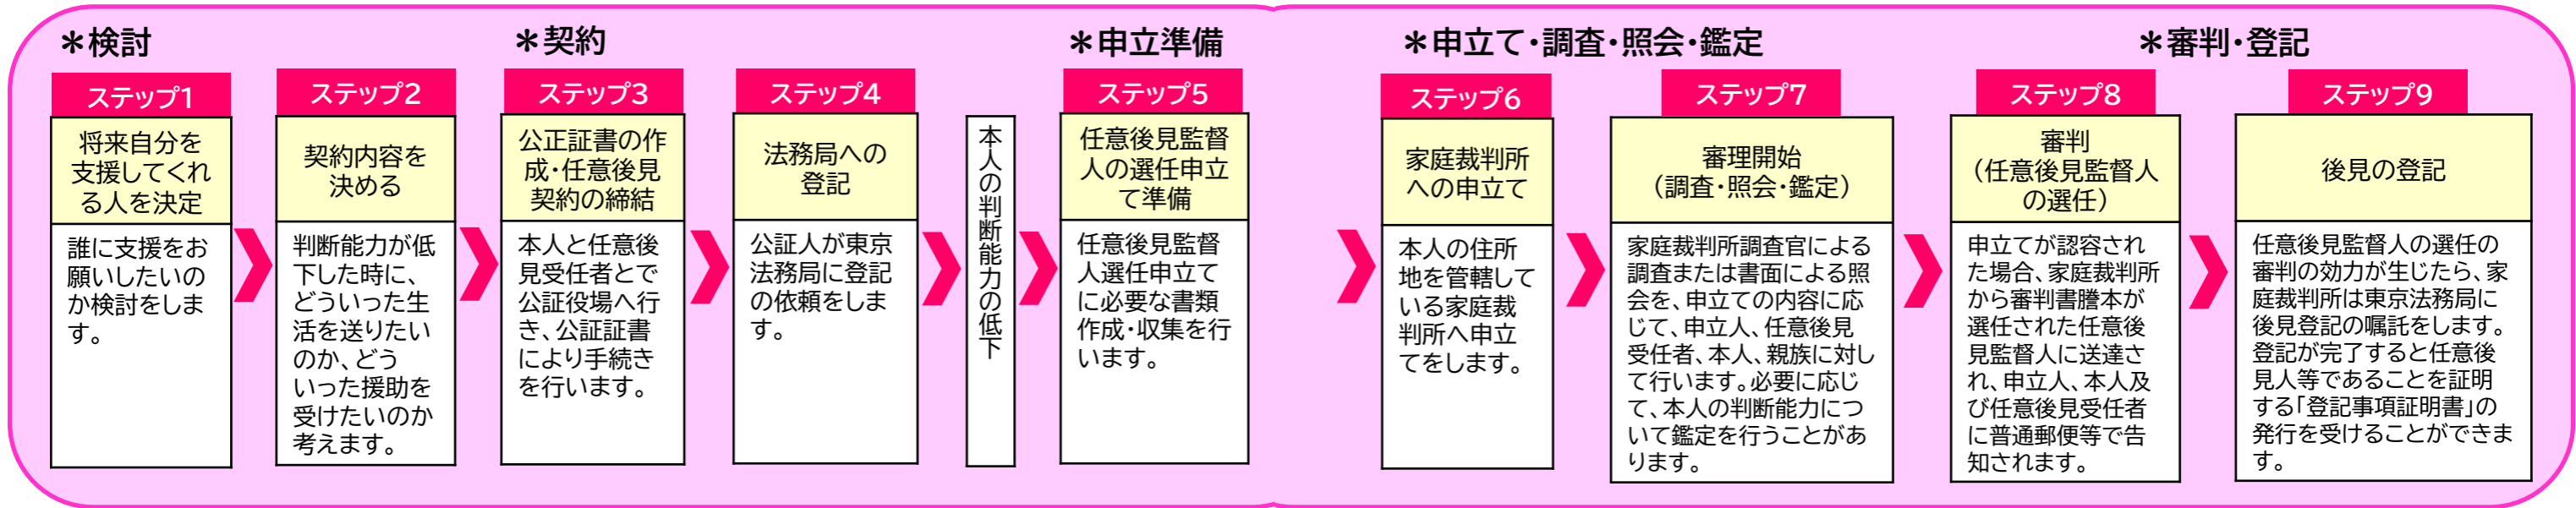 ＊検討
ステップ1
将来自分を
支援してくれ
る人を決定
誰に支援をお
願いしたいの
か検討をしま
す。
ステップ2
契約内容を
決める
判断能力が低
下した時に、
どういった生
活を送りたい
のか、どう
いった援助を
受けたいのか
考えます。
＊契約
ステップ3
公正証書の作
成・任意後見
契約の締結
本人と任意後
見受任者とで
公証役場へ行
き、公証証書
により手続き
を行います。
ステップ4
法務局への
登記
公証人が東京
法務局に登記
の依頼をしま
す。
本人の判断能力の低下
＊申立準備
ステップ5
任意後見監督
人の選任申立
て準備
任意後見監督
人選任申立て
に必要な書類
作成・収集を行
います。
＊申立て・調査・照会・鑑定
ステップ6
家庭裁判所
への申立て
本人の住所
地を管轄して
いる家庭裁
判所へ申立
てをします。
ステップ7
審理開始
（調査・照会・鑑定）
家庭裁判所調査官による
調査または書面による照
会を、申立ての内容に応
じて、申立人、任意後見
受任者、本人、親族に対し
て行います。必要に応じ
て、本人の判断能力につ
いて鑑定を行うことがあ
ります。
＊審判・登記
ステップ8
審判
（任意後見監督人
の選任）
申立てが認容され
た場合、家庭裁判所
から審判書謄本が
選任された任意後
見監督人に送達さ
れ、申立人、本人及
び任意後見受任者
に普通郵便等で告
知されます。
ステップ9
後見の登記
任意後見監督人の選任の
審判の効力が生じたら、家
庭裁判所は東京法務局に
後見登記の嘱託をします。
登記が完了すると任意後
見人等であることを証明
する「登記事項証明書」の
発行を受けることができま
す。